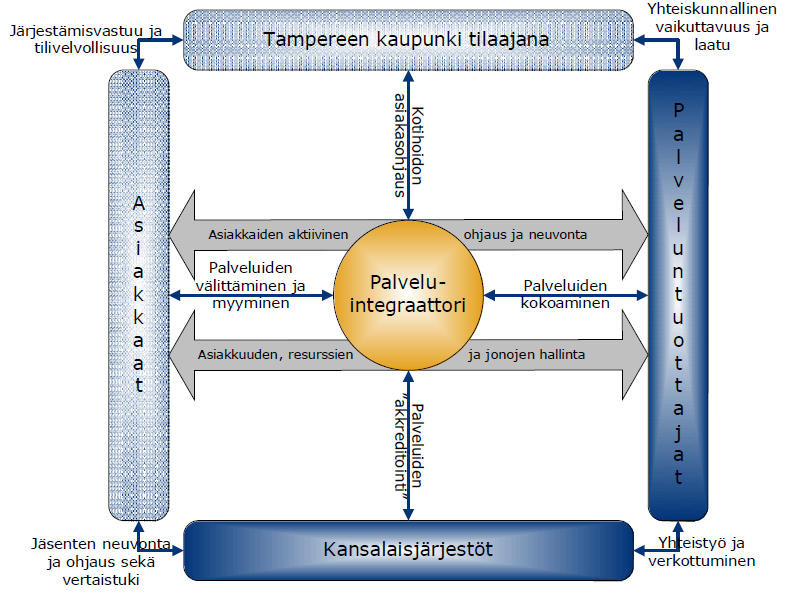 Järjestämisvastuu ja
tilivelvollisuus
Tampereen kaupunki tilaajana
Yhteiskunnallinen
vaikuttavuus ja
laatu
Kotihoidon
asiakasohjaus
Asiakkaat
Palveluntuottajat
Asiakkaiden aktiivinen
ohjaus ja neuvonta
Palveluiden
välittäminen ja
myyminen
Palvelu-
integraattori
Palveluiden
kokoaminen
Asiakkuuden, resurssien
ja jonojen hallinta
Palveluiden
”akkreditointi”
Jäsenten neuvonta
ja ohjaus sekä
vertaistuki
Kansalaisjärjestöt
Yhteistyö ja
verkottuminen